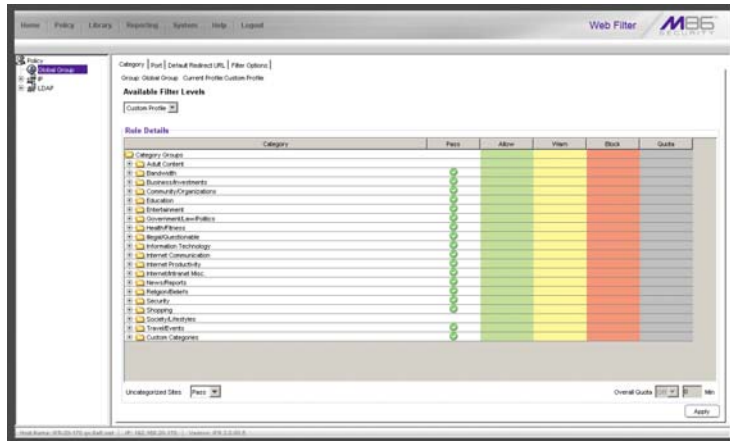 Home Policy Library Reporting System Help Logout
Web Filter
M86 SECURITY
Policy
Global Group
IP
LDAP
Category Port Default Redirect URL Filter Options
Group: Global Group Current Profile:Custom Profile
Available Filter Levels
Custom Profile
Rule Details
Category Pass Allow Warn Block Quota
Category Groups
Adult Content
Bandwidth
Business/Investments
Community/Organizations
Education
Entertainment
Government/Law/Politics
Health/Fitness
Illegal/Questionable
Information Technology
Internet Communication
Internet Productivity
Internet/Intranet Misc.
News/Reports
Religion/Beliefs
Security
Shopping
Society/Lifestyles
Travel/Events
Custom Categories
Uncategorized Sites Pass Overall Quota Min
Apply